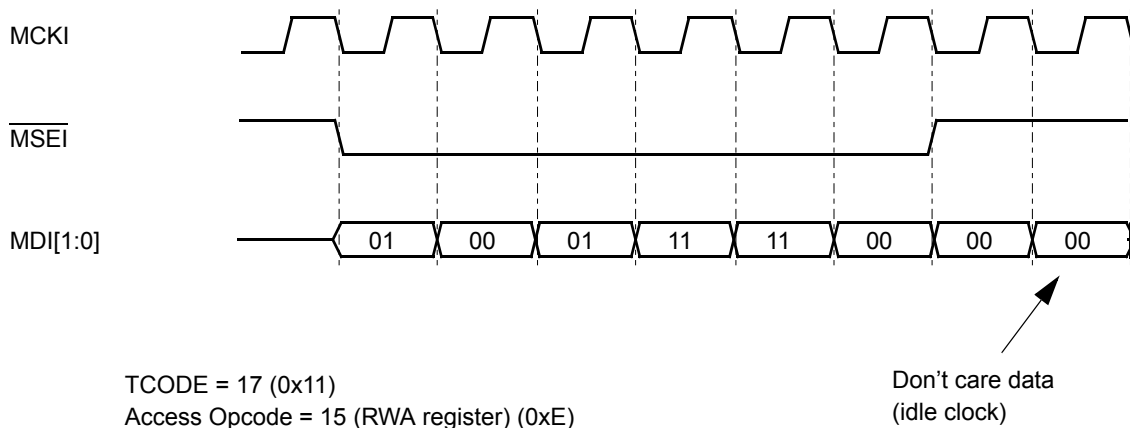 MCKI
MSEI
MDI[1:0]
01 00 01 11 11 00 00 00
TCODE = 17 (0x11)
Access Opcode = 15 (RWA register) (0xE)
Don’t care data
(idle clock)